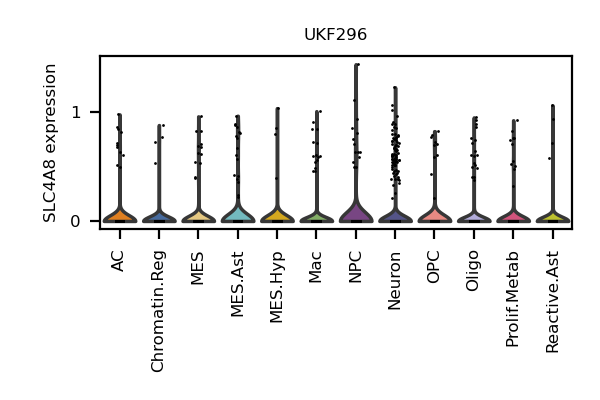 UKF296
SLC4A8 expression
1
0
AC
Chromatin.Reg
MES
MES.Ast
MES.Hyp
Mac
NPC
Neuron
OPC
Oligo
Prolif.Metab
Reactive.Ast